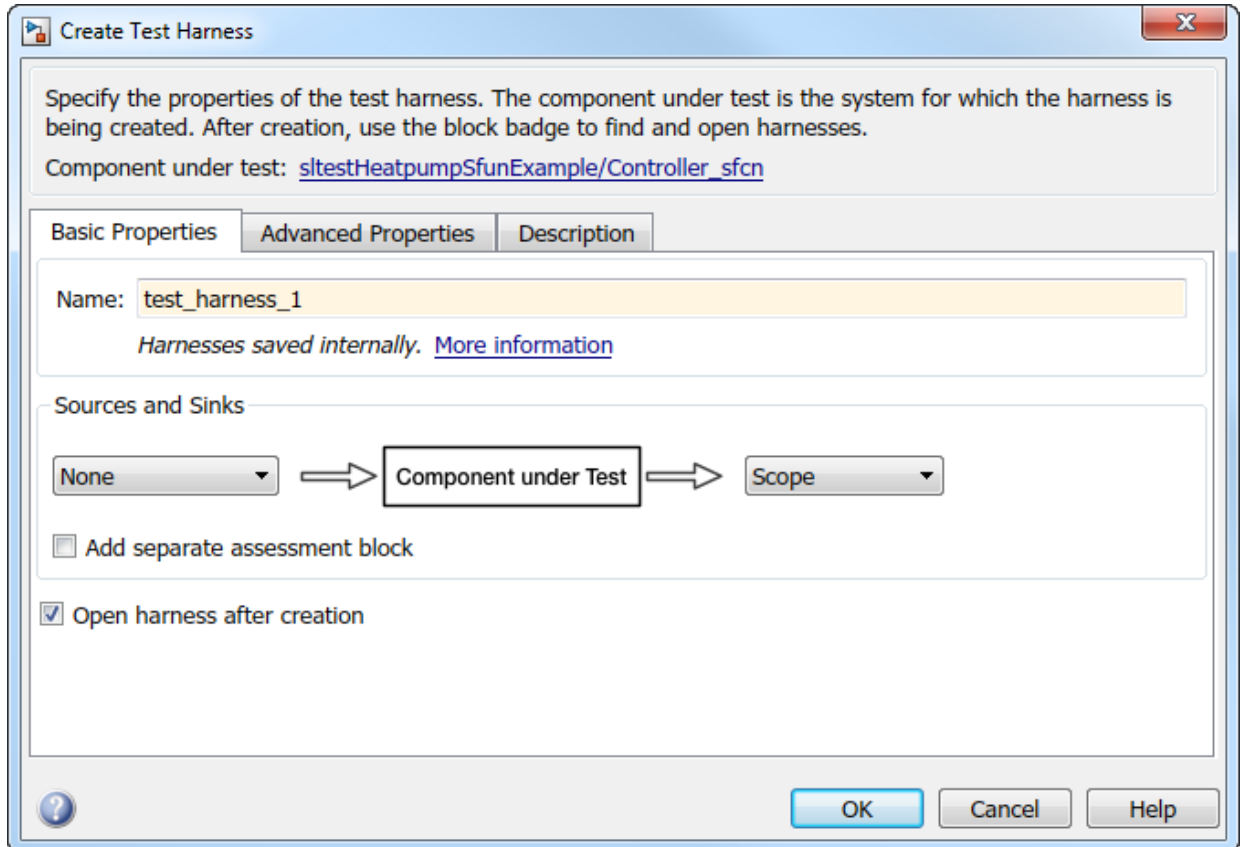 Create Test Harness
Specify the properties of the test harness. The component under test is the system for which the harness is
being created. After creation, use the block badge to find and open harnesses.
Component under test: sltestHeatpumpSfunExample/Controller_sfcn
Basic Properties Advanced Properties Description
Name: test_harness_1
Harnesses saved internally. More information
Sources and Sinks
None Component under Test Scope
Add separate assessment block
Open harness after creation
? OK Cancel Help